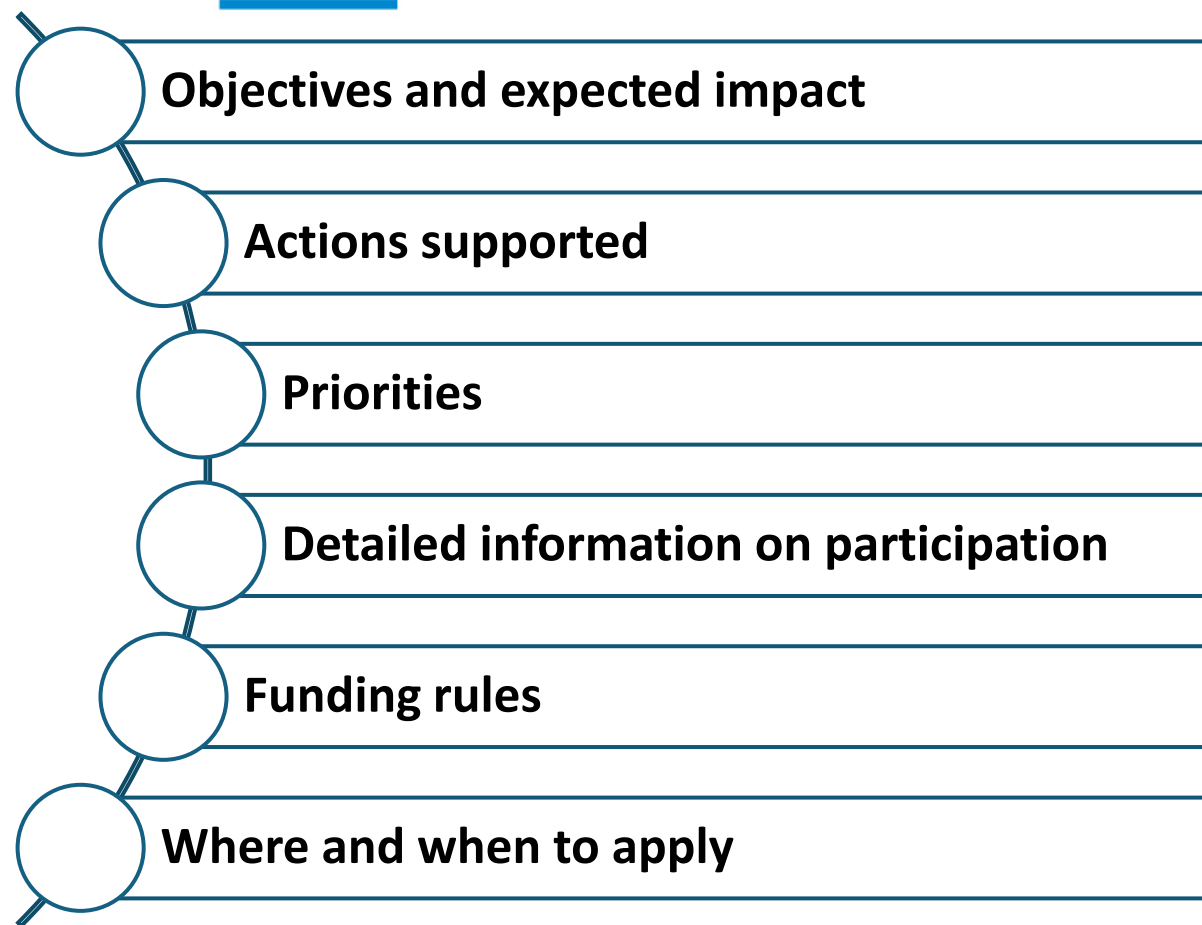 Objectives and expected impact
Actions supported
Priorities
Detailed information on participation
Funding rules
Where and when to apply